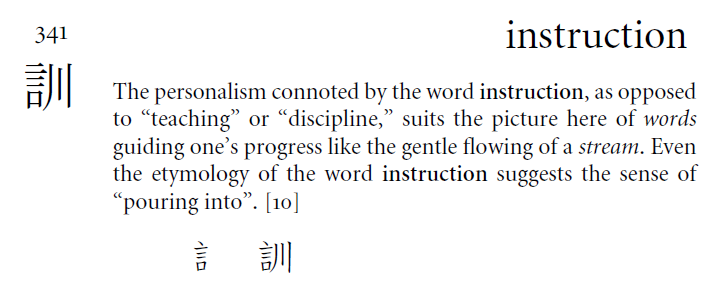 341
instruction
訓
The personalism connoted by the word instruction, as opposed
to “teaching” or “discipline,” suits the picture here of words
guiding one’s progress like the gentle flowing of a stream. Even
the etymology of the word instruction suggests the sense of
“pouring into”. [10]
言 訓